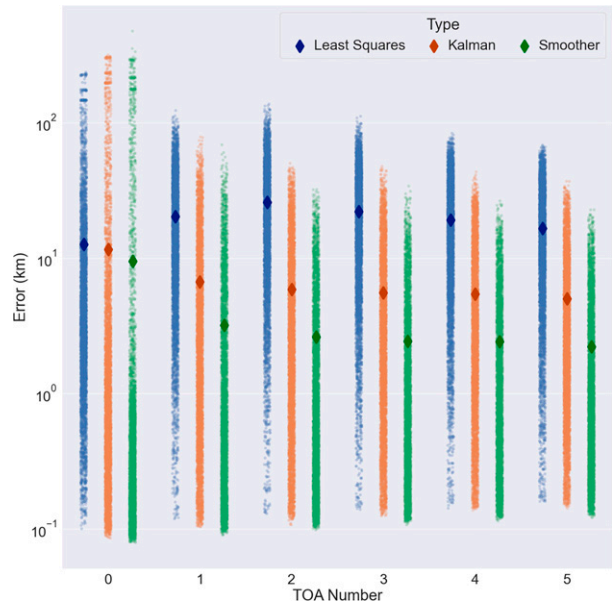 Type
Least Squares Kalman Smoother
Error (km)
10²
10¹
10⁰
10⁻¹
0 1 2 3 4 5
TOA Number